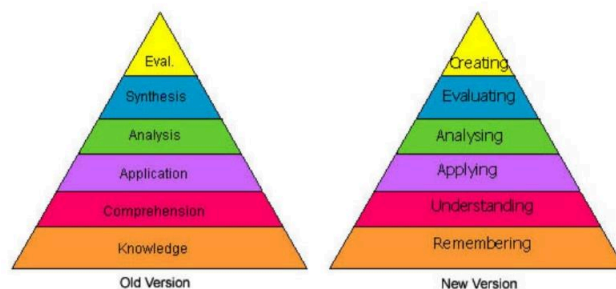 Eval.
Synthesis
Analysis
Application
Comprehension
Knowledge
Old Version
Creating
Evaluating
Analysing
Applying
Understanding
Remembering
New Version